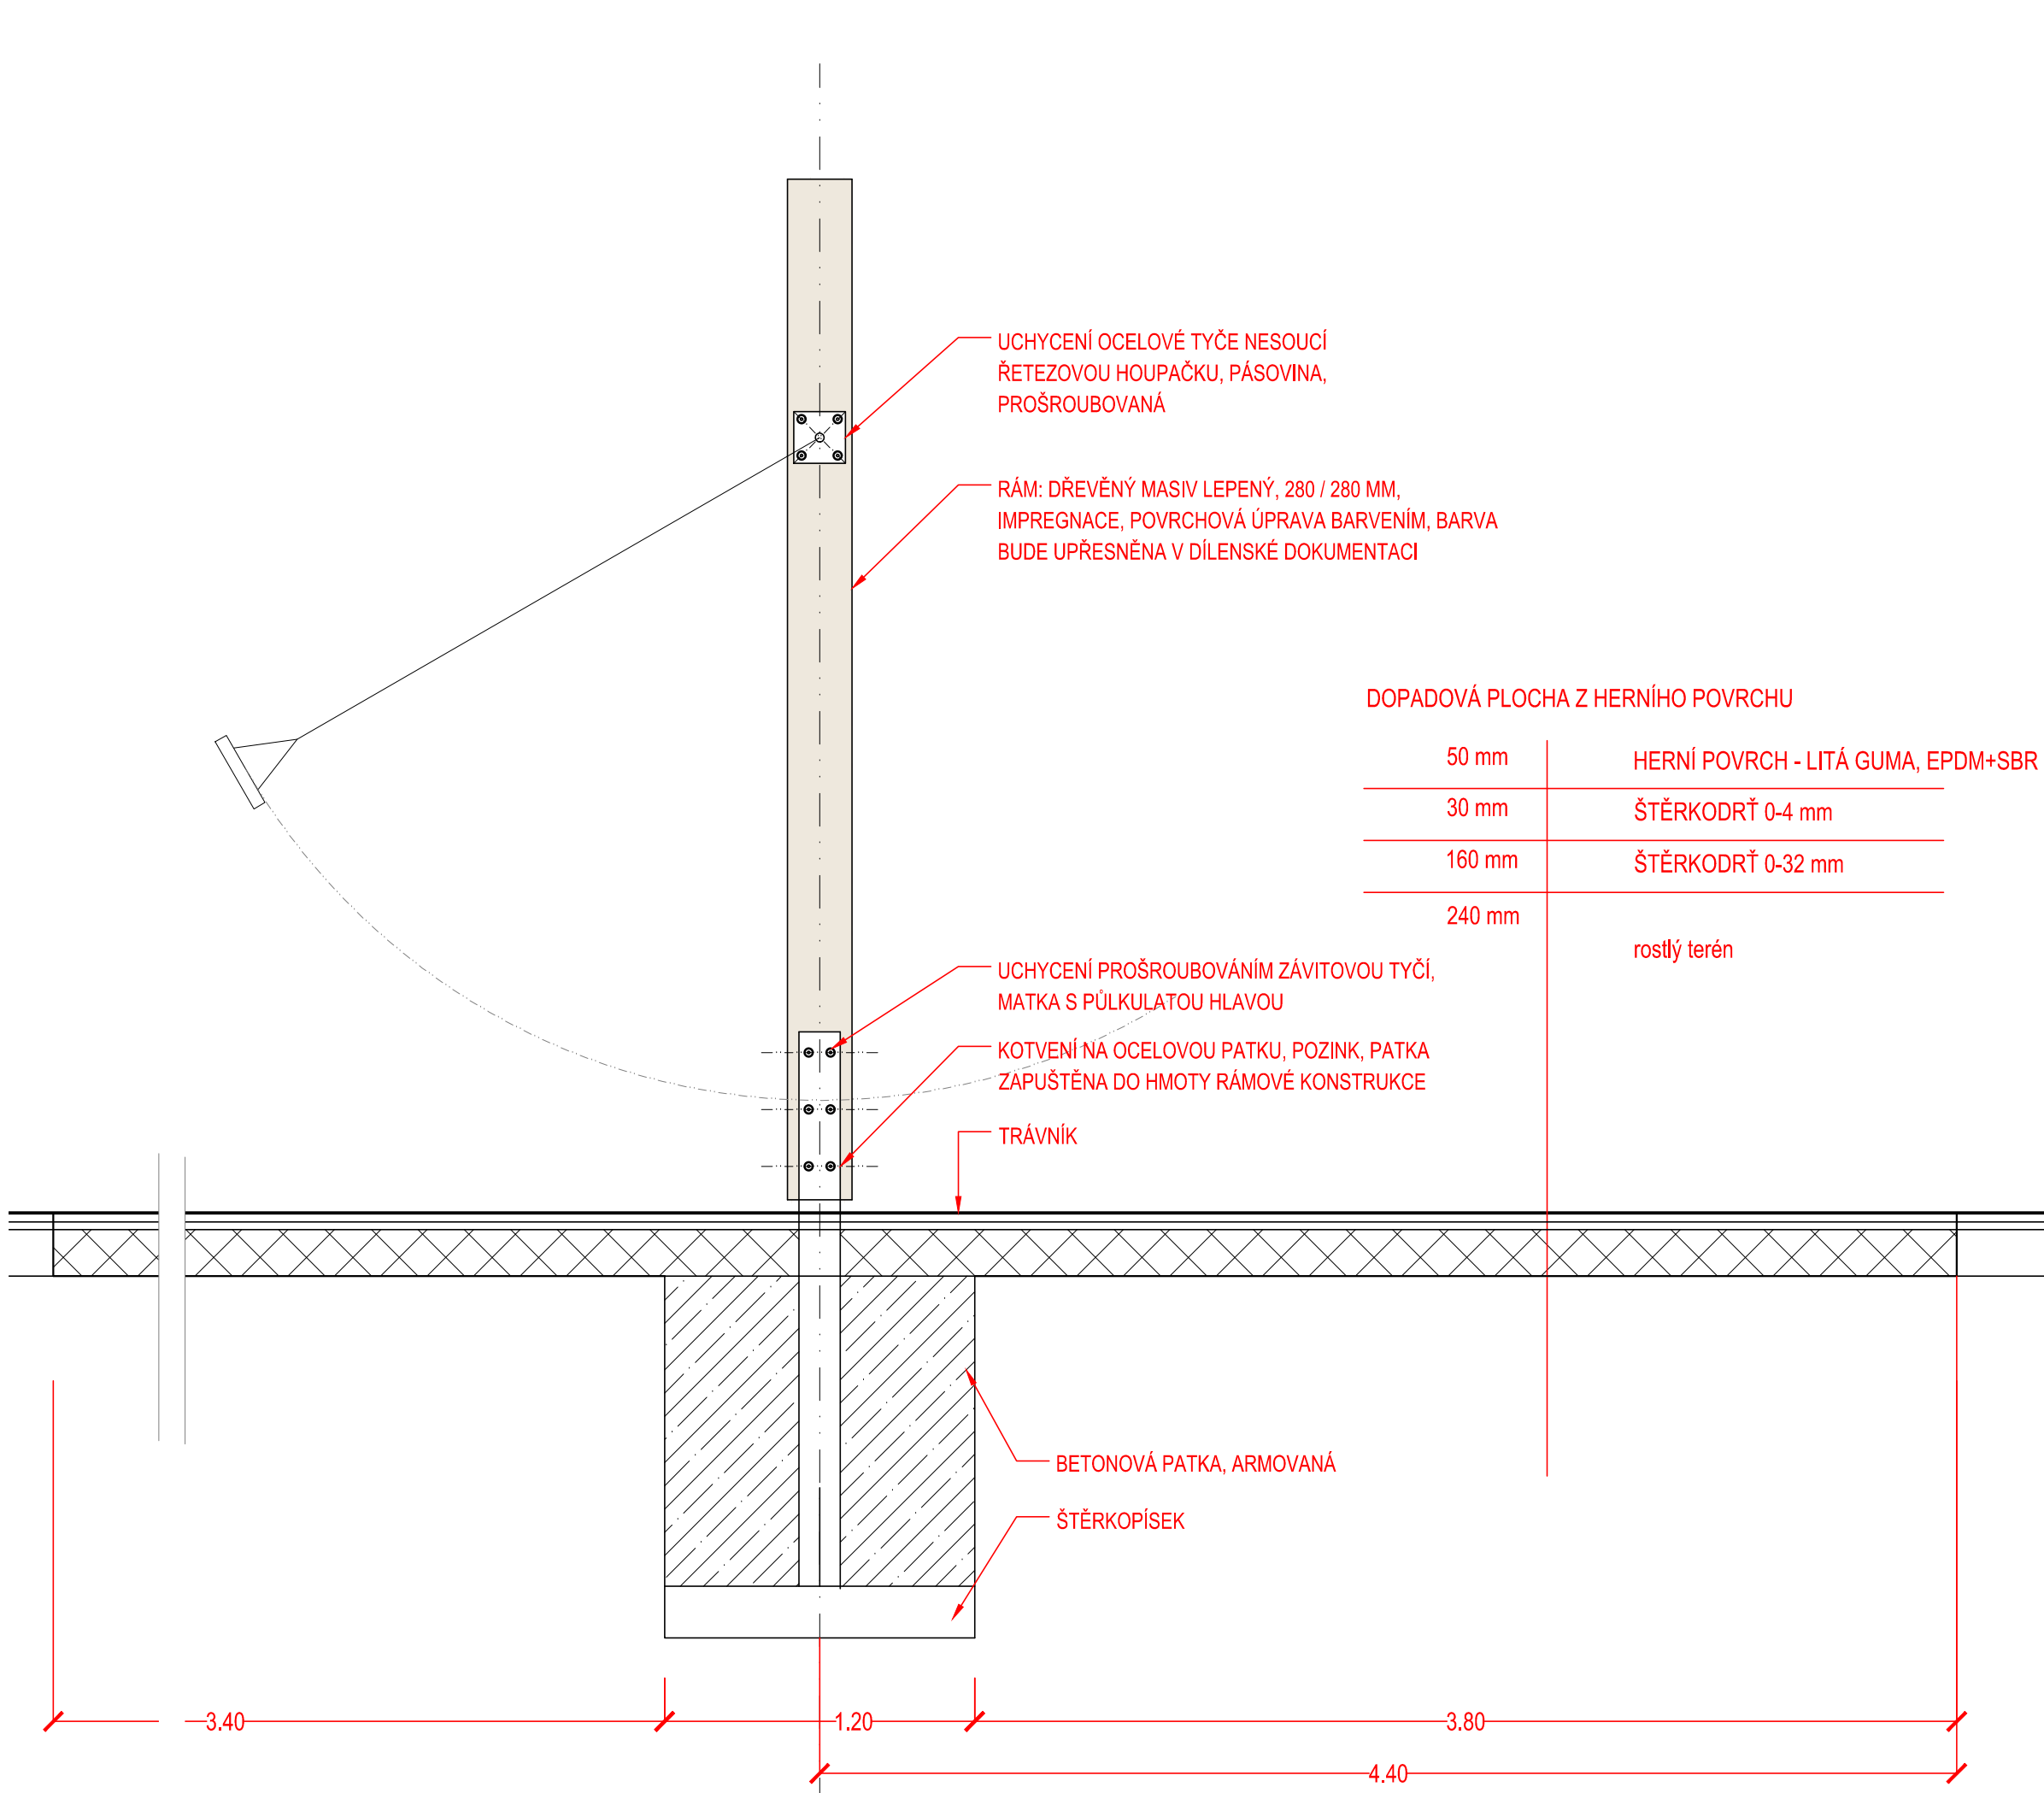 UCHYCENÍ OCELOVÉ TYČE NESOUCÍ
ŘETEZOVOU HOUPAČKU, PÁSOVINA,
PROŠROUBOVANÁ
RÁM: DŘEVĚNÝ MASIV LEPENÝ, 280 / 280 MM,
IMPREGNACE, POVRCHOVÁ ÚPRAVA BARVENÍM, BARVA
BUDE UPŘESNĚNA V DÍLENSKÉ DOKUMENTACI
DOPADOVÁ PLOCHA Z HERNÍHO POVRCHU
50 mm HERNÍ POVRCH - LITÁ GUMA, EPDM+SBR
30 mm ŠTĚRKODRŤ 0-4 mm
160 mm ŠTĚRKODRŤ 0-32 mm
240 mm
rostlý terén
UCHYCENÍ PROŠROUBOVÁNÍM ZÁVITOVOU TYČÍ,
MATKA S PŮLKULATOU HLAVOU
KOTVENÍ NA OCELOVOU PATKU, POZINK, PATKA
ZAPUŠTĚNA DO HMOTY RÁMOVÉ KONSTRUKCE
TRÁVNÍK
BETONOVÁ PATKA, ARMOVANÁ
ŠTĚRKOPÍSEK
3.40 1.20 3.80
4.40